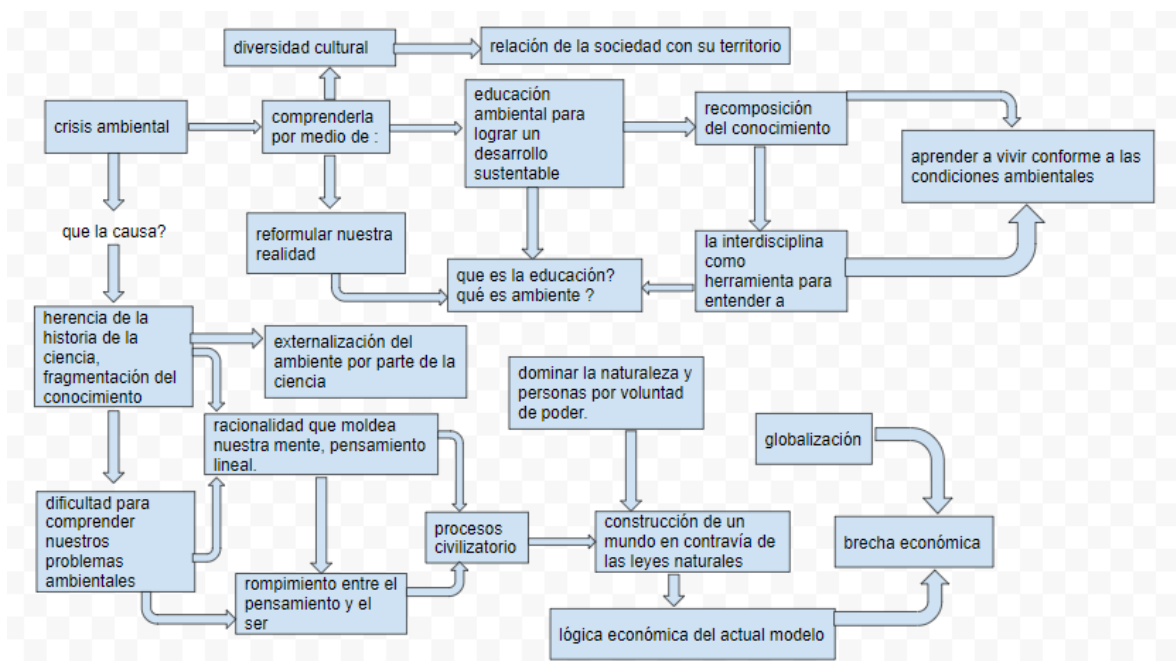 diversidad cultural
relación de la sociedad con su territorio
crisis ambiental
comprenderla
por medio de :
educación
ambiental para
lograr un
desarrollo
sustentable
recomposición
del conocimiento
aprender a vivir conforme a las
condiciones ambientales
que la causa?
reformular nuestra
realidad
que es la educación?
qué es ambiente ?
la interdisciplina
como
herramienta para
entender a
herencia de la
historia de la
ciencia,
fragmentación del
conocimiento
externalización del
ambiente por parte de la
ciencia
dominar la naturaleza y
personas por voluntad
de poder.
racionalidad que moldea
nuestra mente, pensamiento
lineal.
globalización
dificultad para
comprender
nuestros
problemas
ambientales
procesos
civilizatorio
construcción de un
mundo en contravía de
las leyes naturales
brecha económica
rompimiento entre el
pensamiento y el
ser
lógica económica del actual modelo